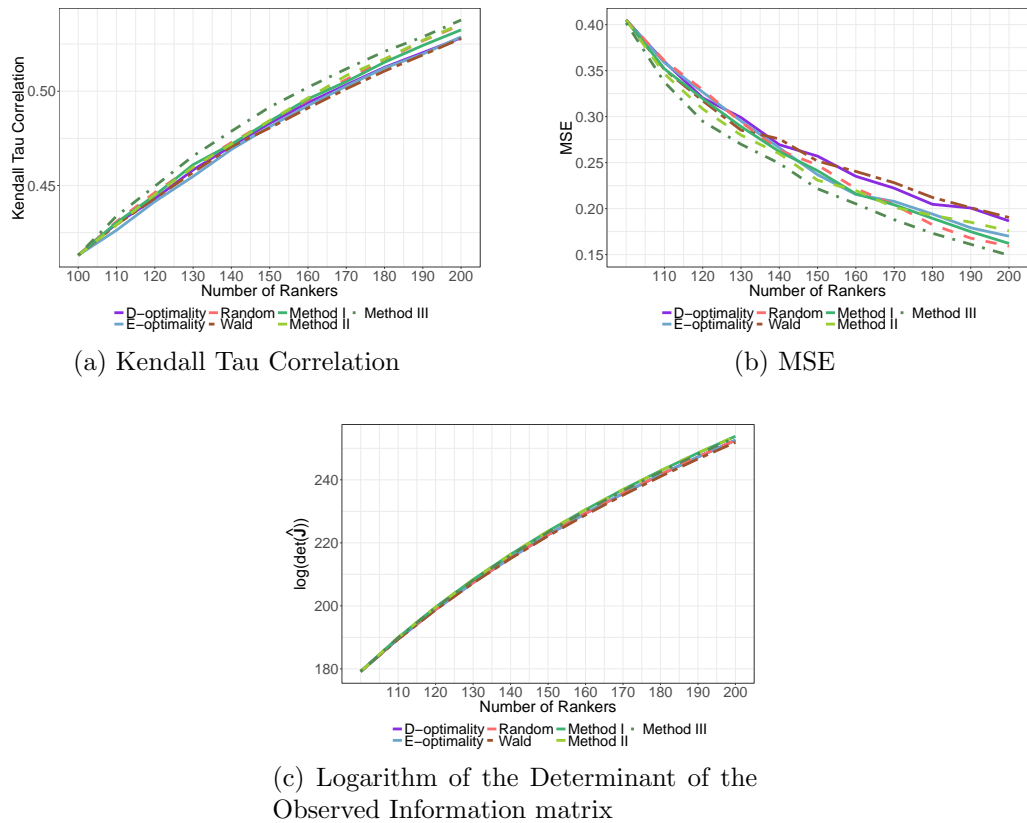 Kendall Tau Correlation
0.50
0.45
100 110 120 130 140 150 160 170 180 190 200
Number of Rankers
D-optimality Random Method I Method III
E-optimality Wald Method II
(a) Kendall Tau Correlation
MSE
0.40
0.35
0.30
0.25
0.20
0.15
110 120 130 140 150 160 170 180 190 200
Number of Rankers
D-optimality Random Method I Method III
E-optimality Wald Method II
(b) MSE
log(det(Ĵ))
240
220
200
180
110 120 130 140 150 160 170 180 190 200
Number of Rankers
D-optimality Random Method I Method III
E-optimality Wald Method II
(c) Logarithm of the Determinant of the
Observed Information matrix